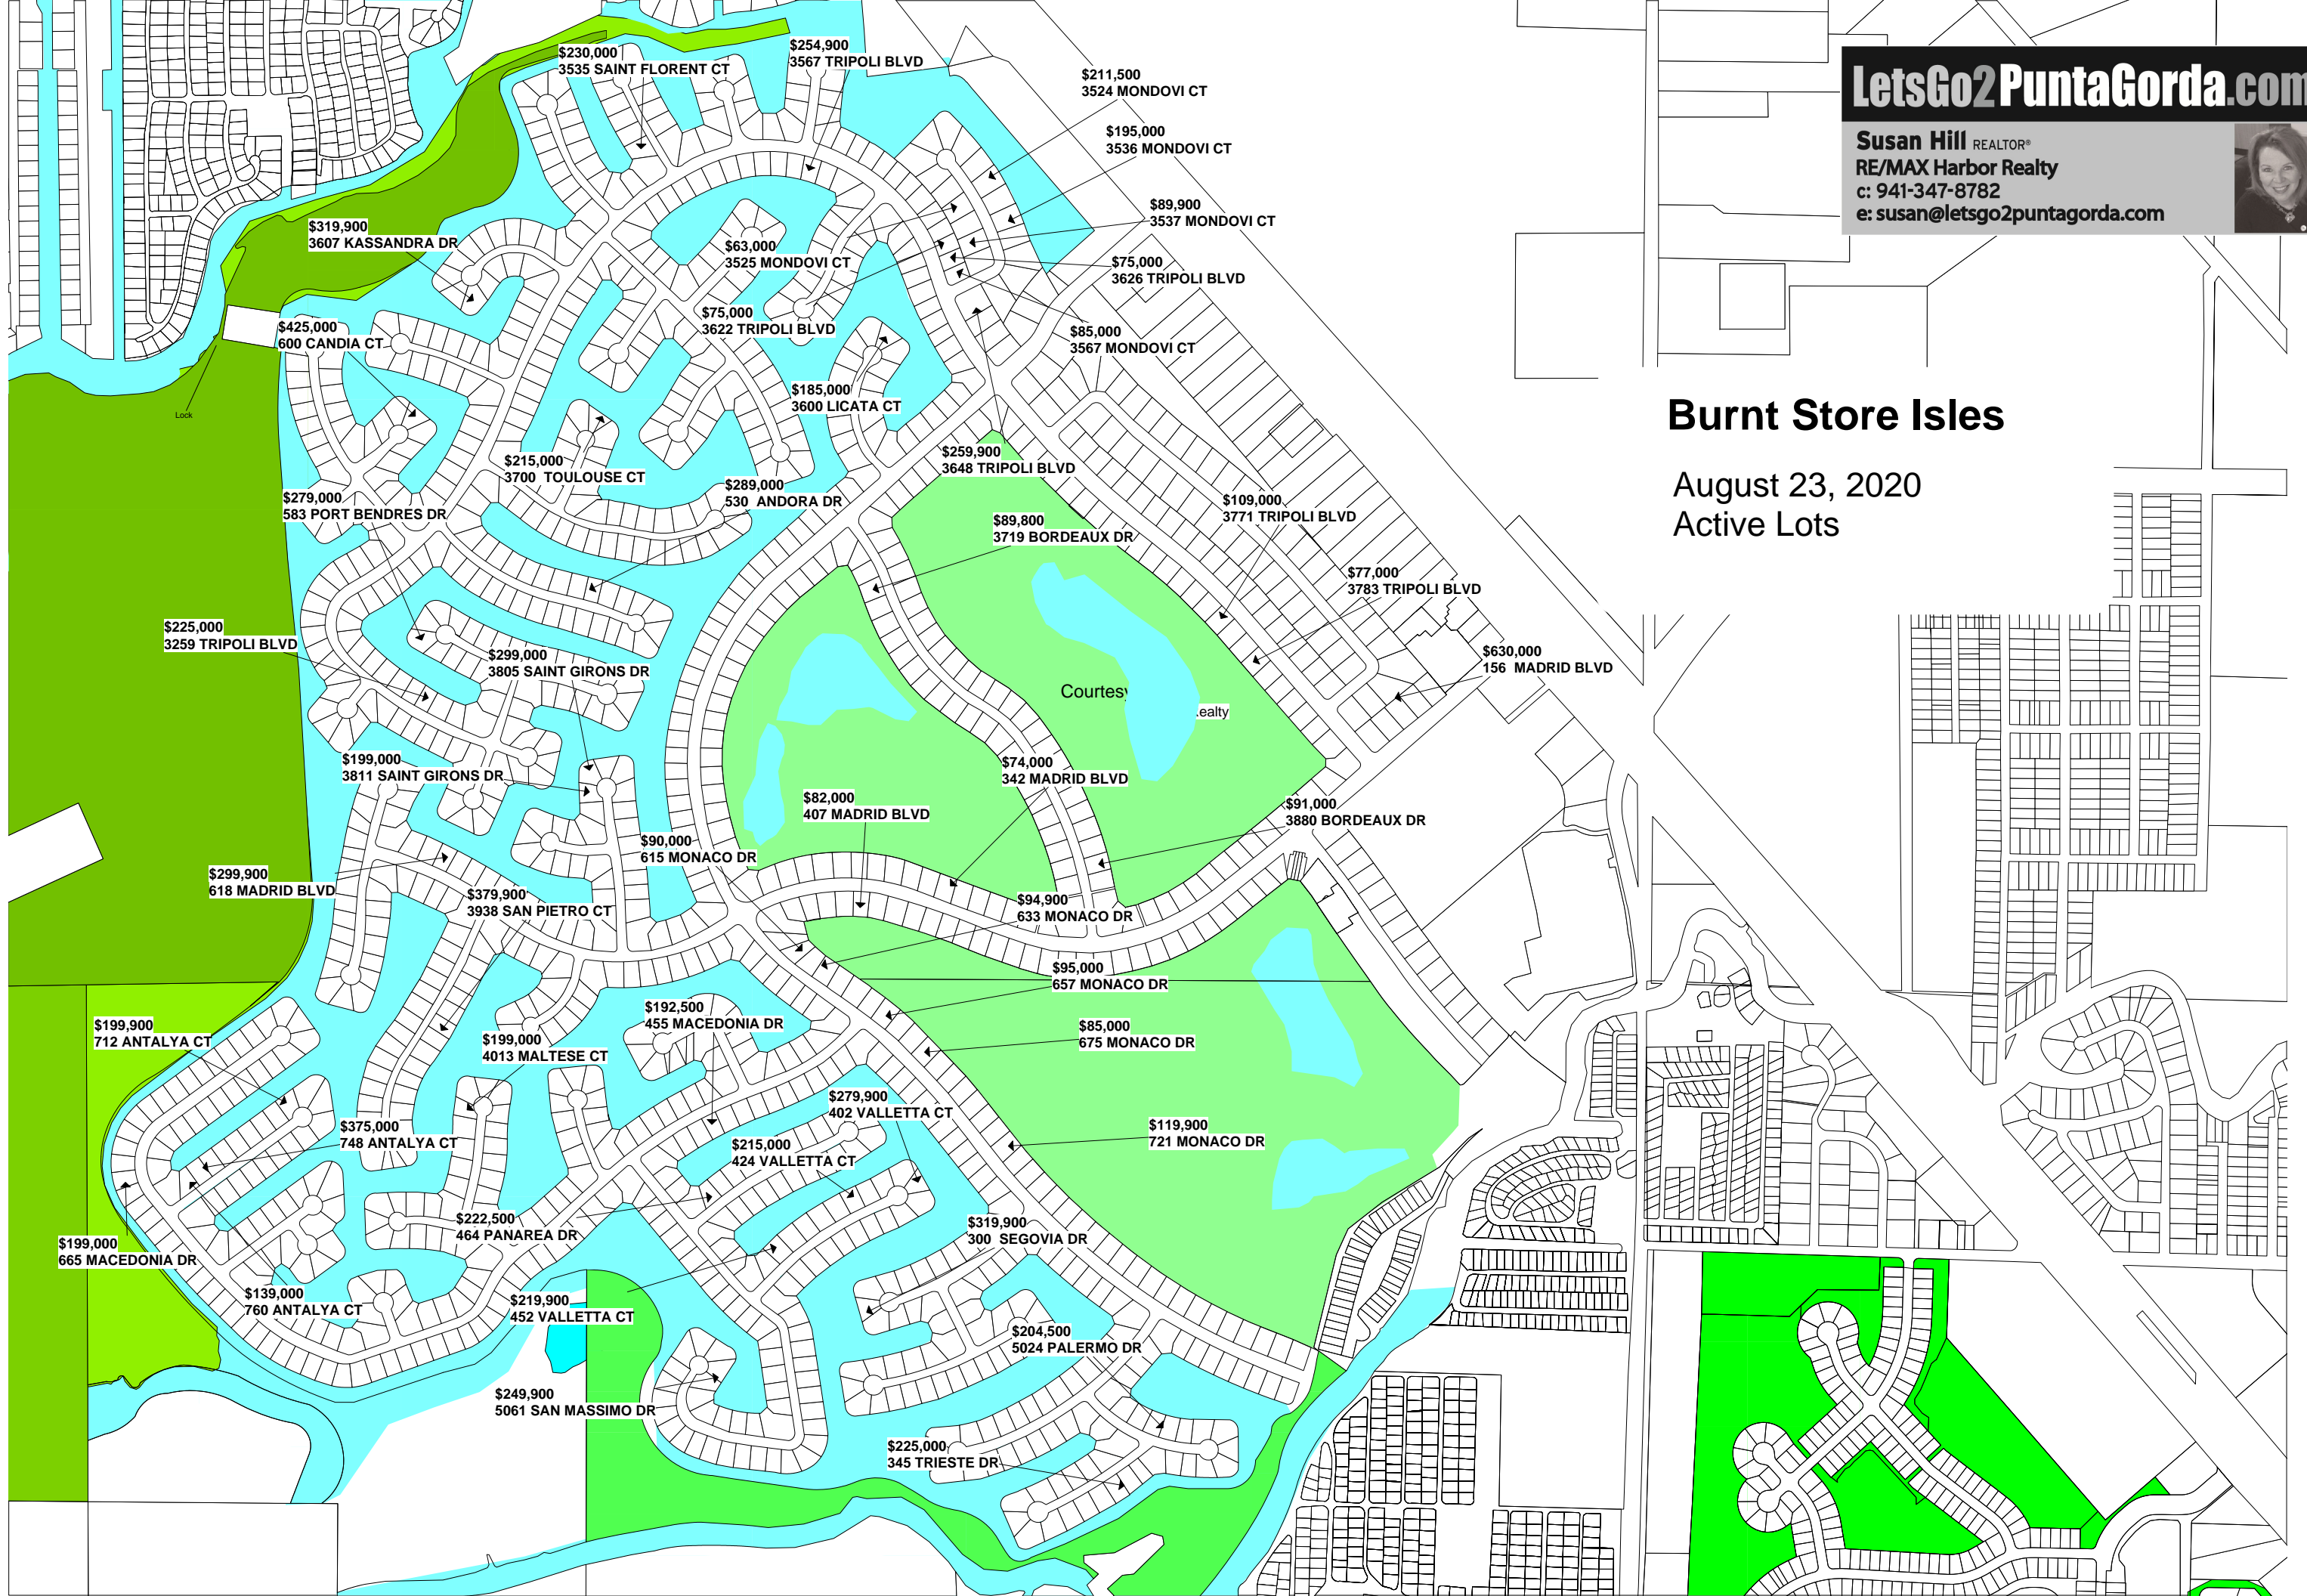 LetsGo2PuntaGorda.com
Susan Hill REALTOR®
RE/MAX Harbor Realty
c: 941-347-8782
e: susan@letsgo2puntagorda.com
Burnt Store Isles
August 23, 2020
Active Lots
$230,000
3535 SAINT FLORENT CT
$254,900
3567 TRIPOLI BLVD
$211,500
3524 MONDOVI CT
$195,000
3536 MONDOVI CT
$89,900
3537 MONDOVI CT
$319,900
3607 KASSANDRA DR
$63,000
3525 MONDOVI CT
$75,000
3626 TRIPOLI BLVD
$75,000
3622 TRIPOLI BLVD
$85,000
3567 MONDOVI CT
$425,000
600 CANDIA CT
Lock
$185,000
3600 LICATA CT
$259,900
3648 TRIPOLI BLVD
$215,000
3700 TOULOUSE CT
$289,000
530 ANDORA DR
$279,000
583 PORT BENDRES DR
$109,000
3771 TRIPOLI BLVD
$89,800
3719 BORDEAUX DR
$77,000
3783 TRIPOLI BLVD
$225,000
3259 TRIPOLI BLVD
$299,000
3805 SAINT GIRONS DR
$630,000
156 MADRID BLVD
Courtesy
ealty
$199,000
3811 SAINT GIRONS DR
$74,000
342 MADRID BLVD
$82,000
407 MADRID BLVD
$91,000
3880 BORDEAUX DR
$90,000
615 MONACO DR
$299,900
618 MADRID BLVD
$379,900
3938 SAN PIETRO CT
$94,900
633 MONACO DR
$95,000
657 MONACO DR
$192,500
455 MACEDONIA DR
$199,900
712 ANTALYA CT
$199,000
4013 MALTESE CT
$85,000
675 MONACO DR
$279,900
402 VALLETTA CT
$375,000
748 ANTALYA CT
$215,000
424 VALLETTA CT
$119,900
721 MONACO DR
$222,500
464 PANAREA DR
$319,900
300 SEGOVIA DR
$199,000
665 MACEDONIA DR
$139,000
760 ANTALYA CT
$219,900
452 VALLETTA CT
$204,500
5024 PALERMO DR
$249,900
5061 SAN MASSIMO DR
$225,000
345 TRIESTE DR